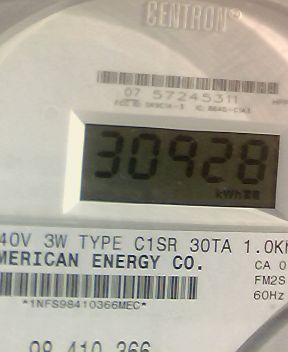 CENTRON®
07 57245311
30928
kWh
40V 3W TYPE C1SR 30TA 1.0K
MERICAN ENERGY CO.
CA 0
FM2S
60Hz
*1NFS98410366MEC*
98 410 366